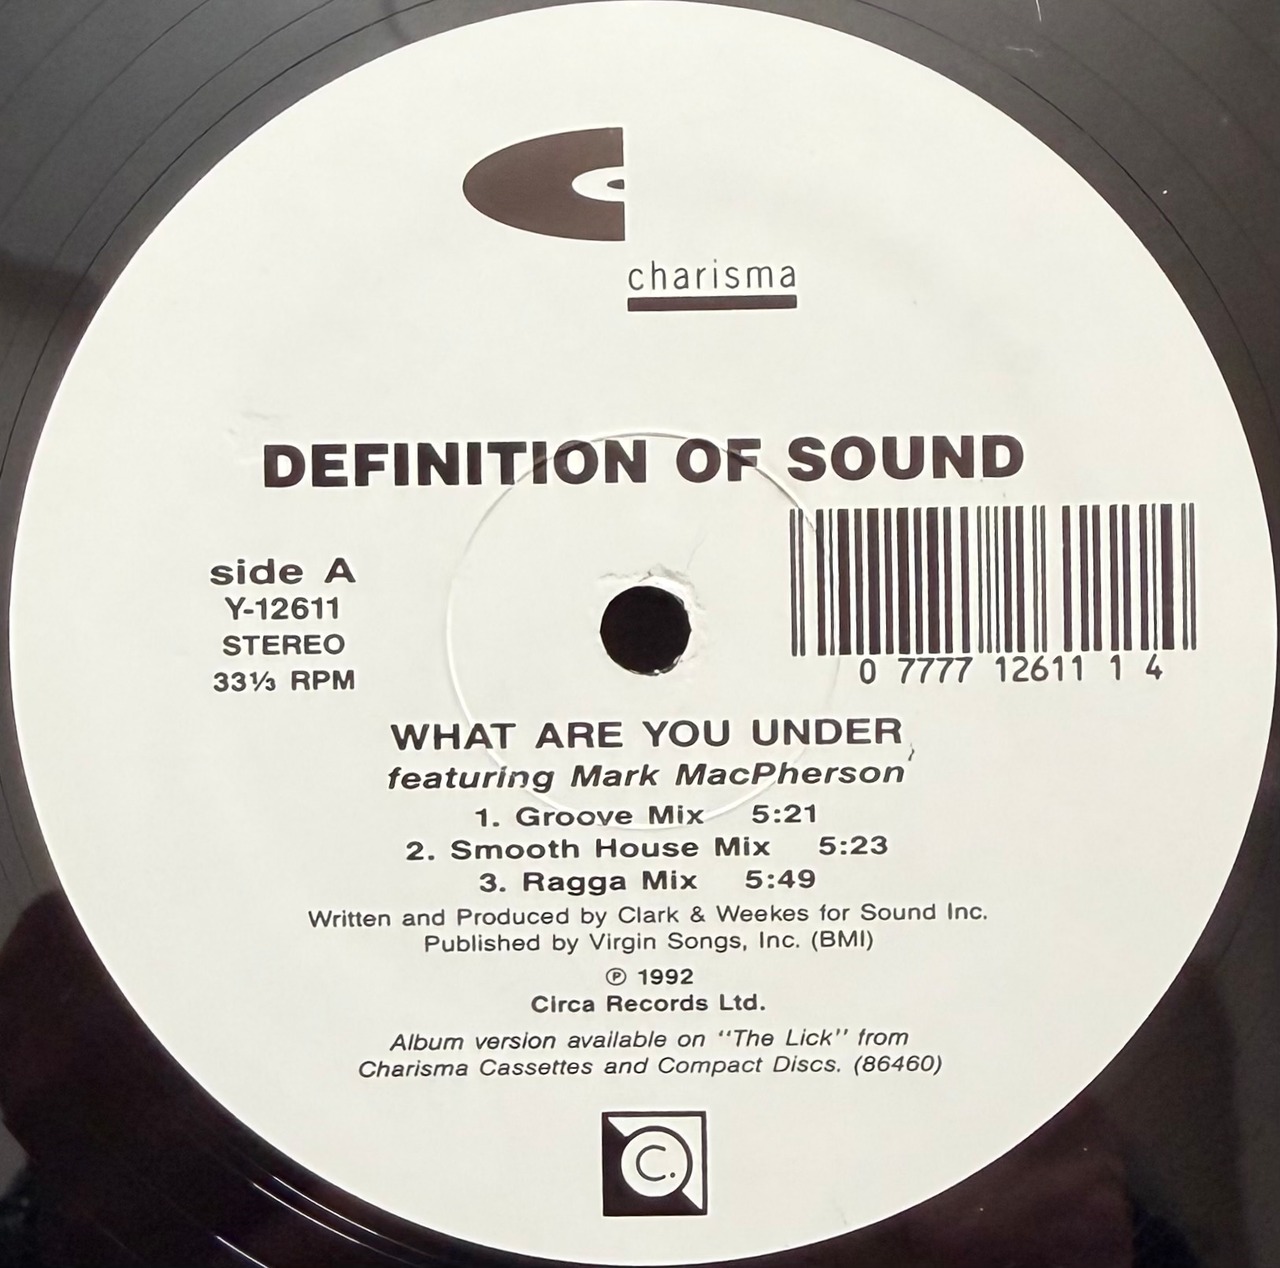 charisma
DEFINITION OF SOUND
side A
Y-12611
STEREO
33⅓ RPM
0 7777 12611 1 4
WHAT ARE YOU UNDER
featuring Mark MacPherson
1. Groove Mix 5:21
2. Smooth House Mix 5:23
3. Ragga Mix 5:49
Written and Produced by Clark & Weekes for Sound Inc.
Published by Virgin Songs, Inc. (BMI)
℗ 1992
Circa Records Ltd.
Album version available on "The Lick" from
Charisma Cassettes and Compact Discs. (86460)
C.